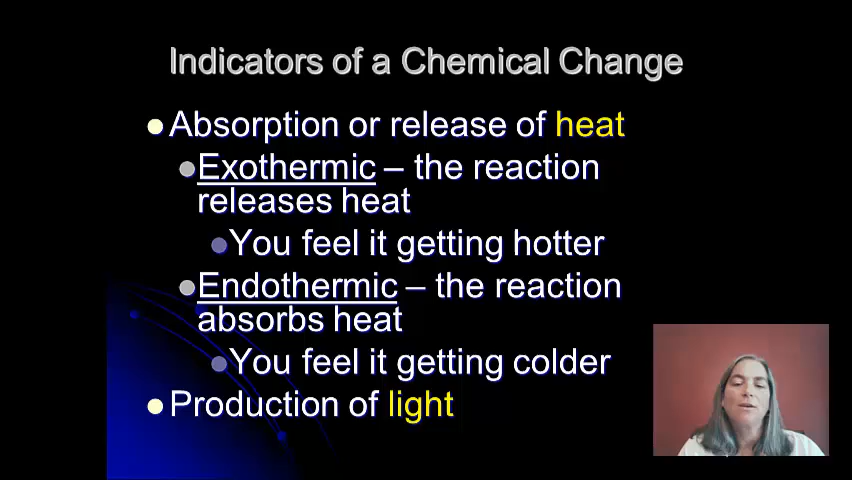 Indicators of a Chemical Change
Absorption or release of heat
Exothermic – the reaction
releases heat
You feel it getting hotter
Endothermic – the reaction
absorbs heat
You feel it getting colder
Production of light